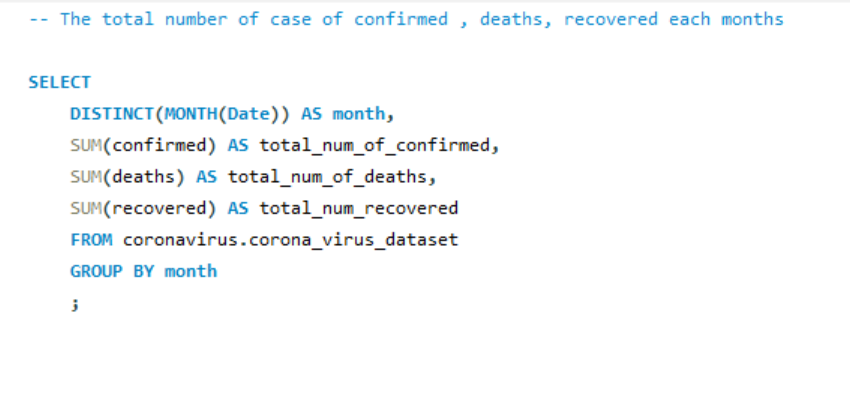 -- The total number of case of confirmed , deaths, recovered each months
SELECT
DISTINCT(MONTH(Date)) AS month,
SUM(confirmed) AS total_num_of_confirmed,
SUM(deaths) AS total_num_of_deaths,
SUM(recovered) AS total_num_recovered
FROM coronavirus.corona_virus_dataset
GROUP BY month
;